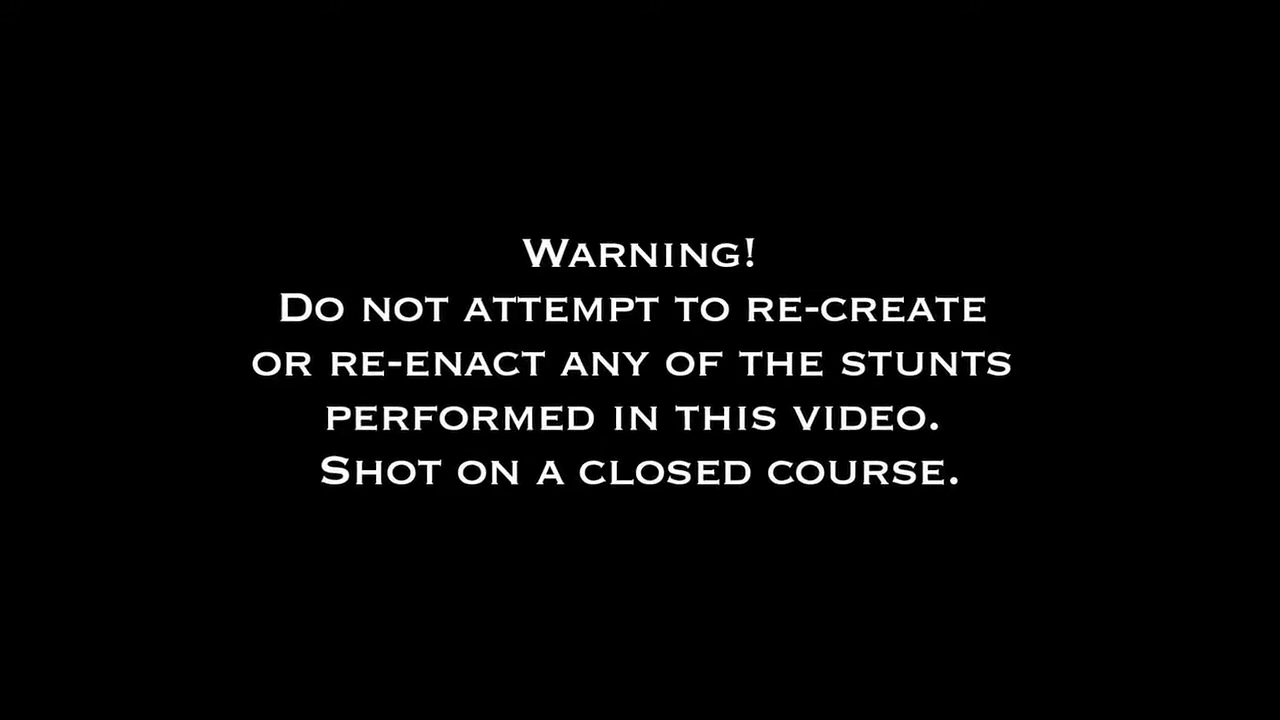 Warning!
Do not attempt to re-create
or re-enact any of the stunts
performed in this video.
Shot on a closed course.